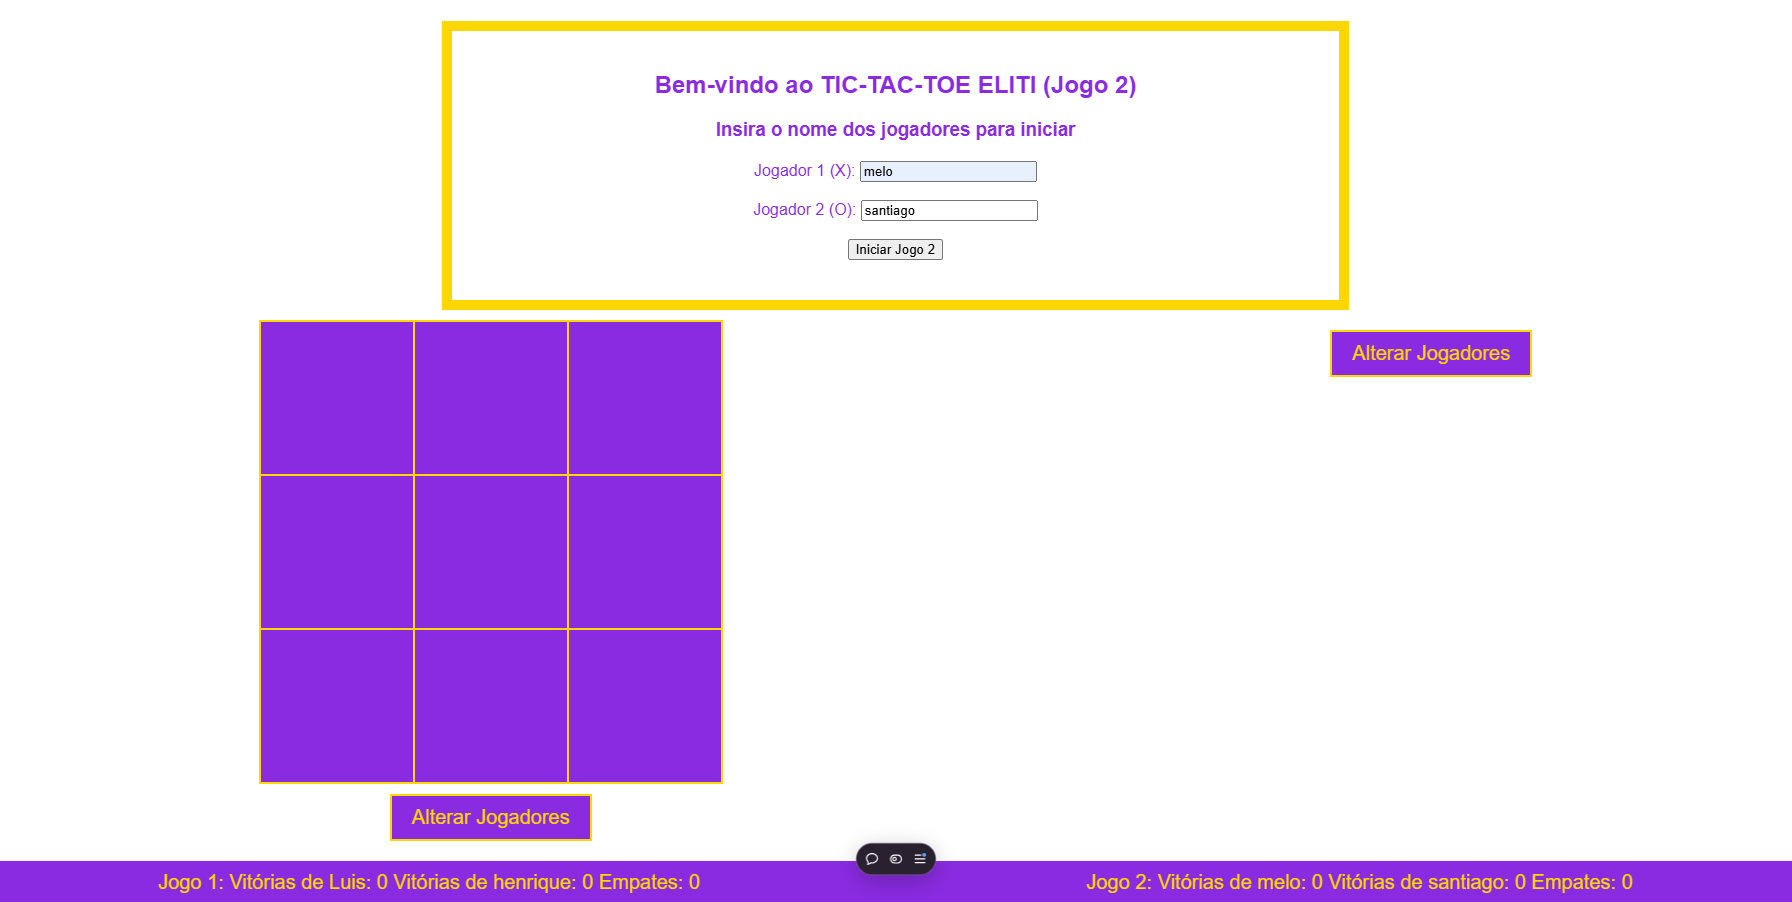 Bem-vindo ao TIC-TAC-TOE ELITI (Jogo 2)
Insira o nome dos jogadores para iniciar
Jogador 1 (X): melo
Jogador 2 (O): santiago
Iniciar Jogo 2
Alterar Jogadores
Alterar Jogadores
Jogo 1: Vitórias de Luis: 0 Vitórias de henrique: 0 Empates: 0
Jogo 2: Vitórias de melo: 0 Vitórias de santiago: 0 Empates: 0